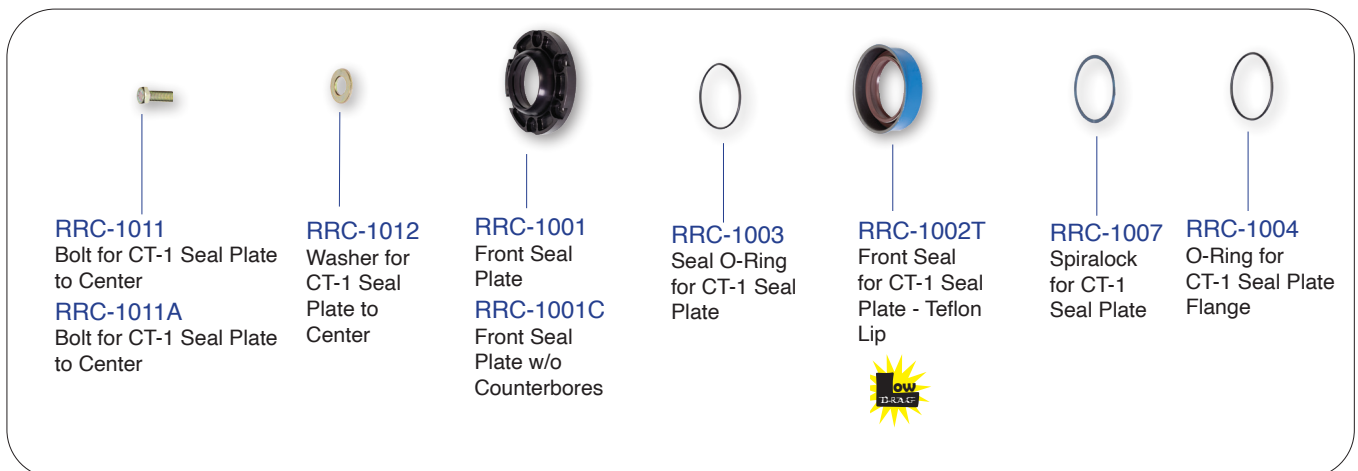 RRC-1011
Bolt for CT-1 Seal Plate
to Center
RRC-1011A
Bolt for CT-1 Seal Plate
to Center
RRC-1012
Washer for
CT-1 Seal
Plate to
Center
RRC-1001
Front Seal
Plate
RRC-1001C
Front Seal
Plate w/o
Counterbores
RRC-1003
Seal O-Ring
for CT-1 Seal
Plate
RRC-1002T
Front Seal
for CT-1 Seal
Plate - Teflon
Lip
Low
DRAG
RRC-1007
Spiralock
for CT-1
Seal Plate
RRC-1004
O-Ring for
CT-1 Seal Plate
Flange